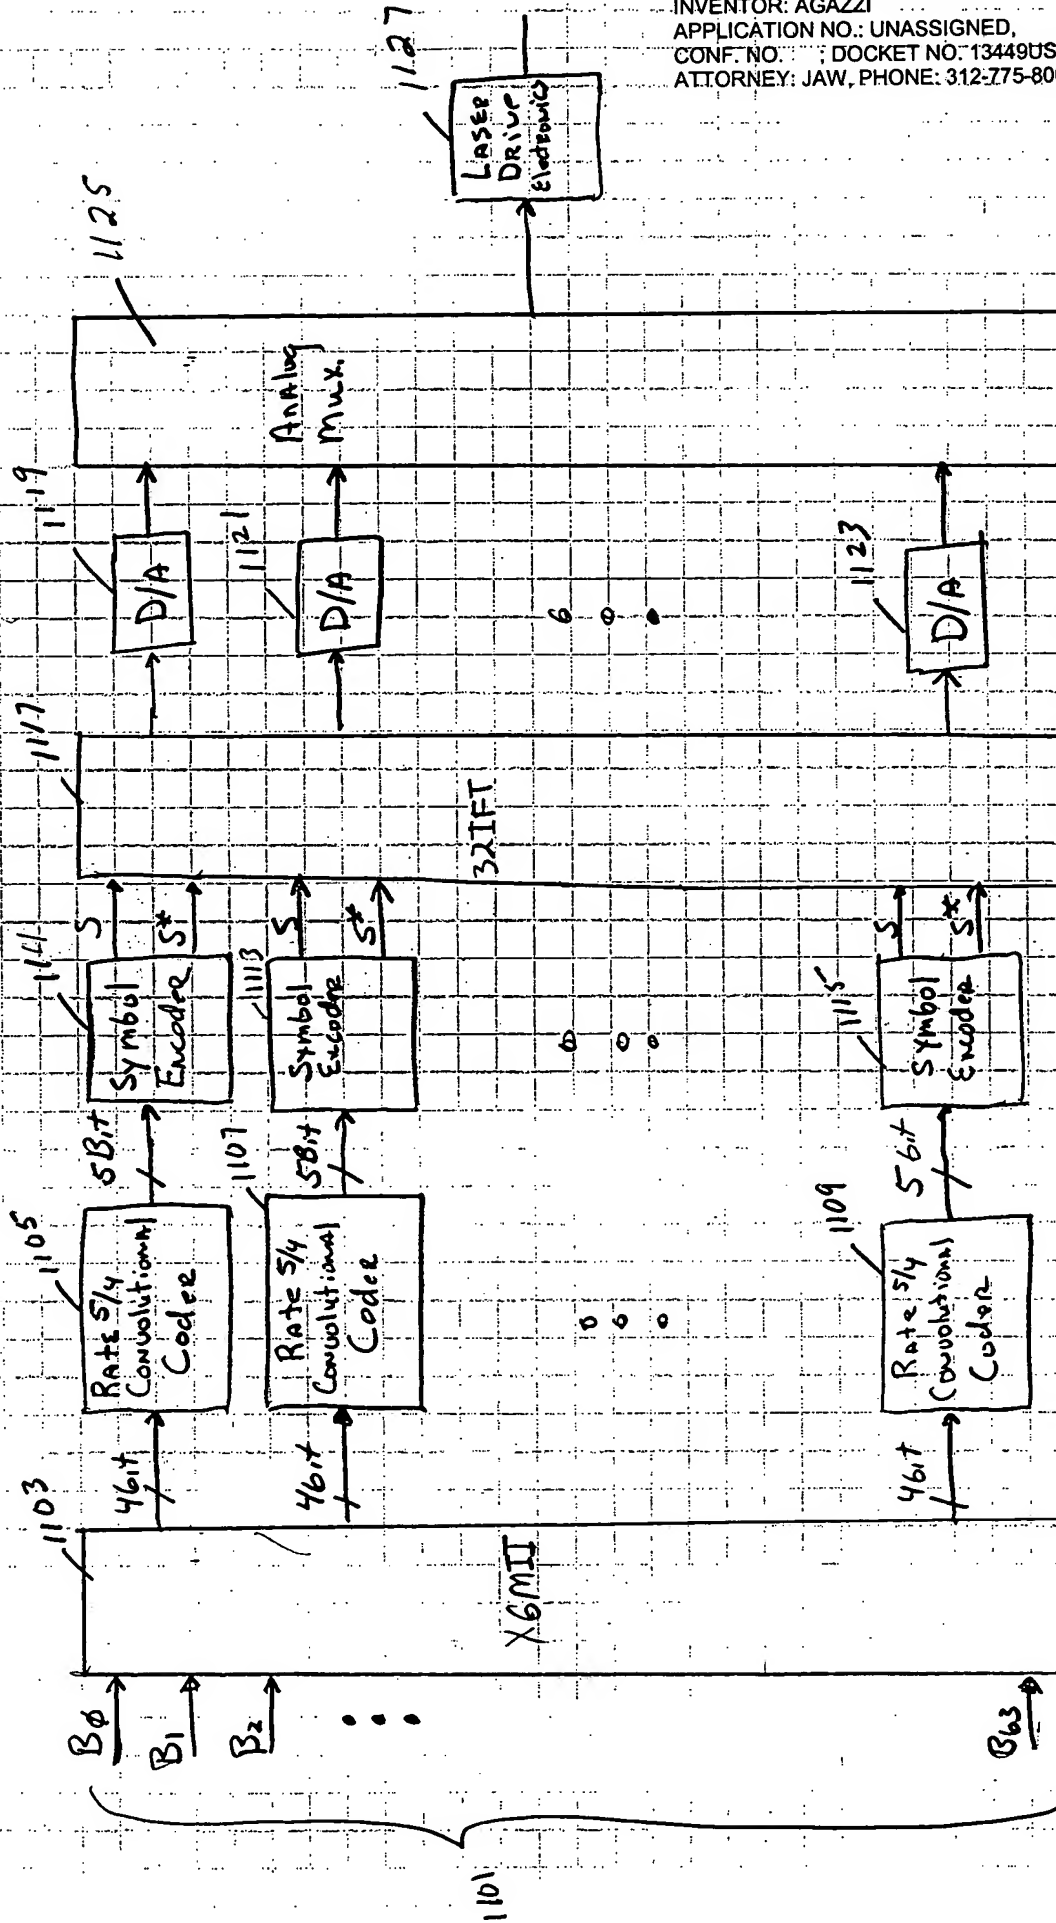 INVENTOR: AGAZZI
APPLICATION NO.: UNASSIGNED,
CONF. NO. ; DOCKET NO. 13449US
ATTORNEY: JAW, PHONE: 312-775-80
1101
BØ
B1
B2
B63
1103
XGMII
4bit
4bit
4bit
1105
Rate 5/4
Convolutional
Coder
1107
Rate 5/4
Convolutional
Coder
1109
Rate 5/4
Convolutional
Coder
5Bit
5Bit
5 bit
1111
Symbol
Encoder
1113
Symbol
Encoder
1115
Symbol
Encoder
S
S*
S
S*
S
S*
1117
32IFT
1119
D/A
1121
D/A
1123
D/A
1125
Analog
Mux.
1127
Laser
Drive
Electronics